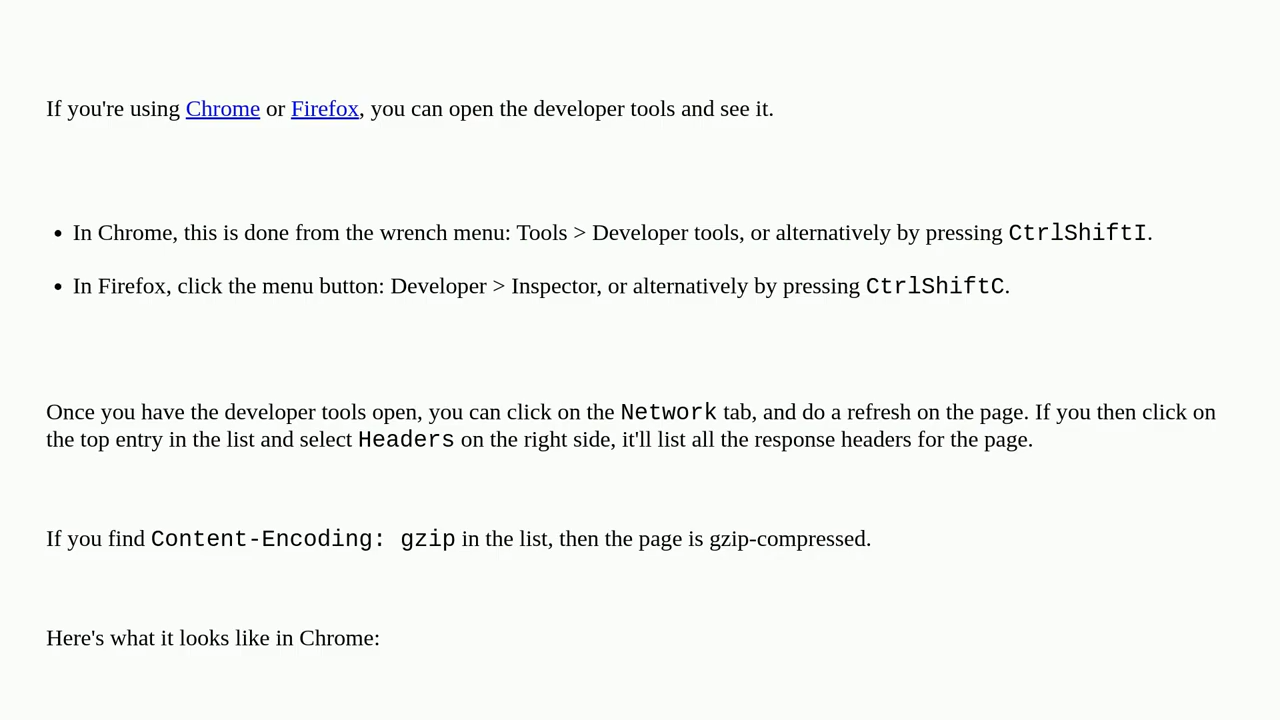 If you're using Chrome or Firefox, you can open the developer tools and see it.
• In Chrome, this is done from the wrench menu: Tools > Developer tools, or alternatively by pressing CtrlShiftI.
• In Firefox, click the menu button: Developer > Inspector, or alternatively by pressing CtrlShiftC.
Once you have the developer tools open, you can click on the Network tab, and do a refresh on the page. If you then click on
the top entry in the list and select Headers on the right side, it'll list all the response headers for the page.
If you find Content-Encoding: gzip in the list, then the page is gzip-compressed.
Here's what it looks like in Chrome: